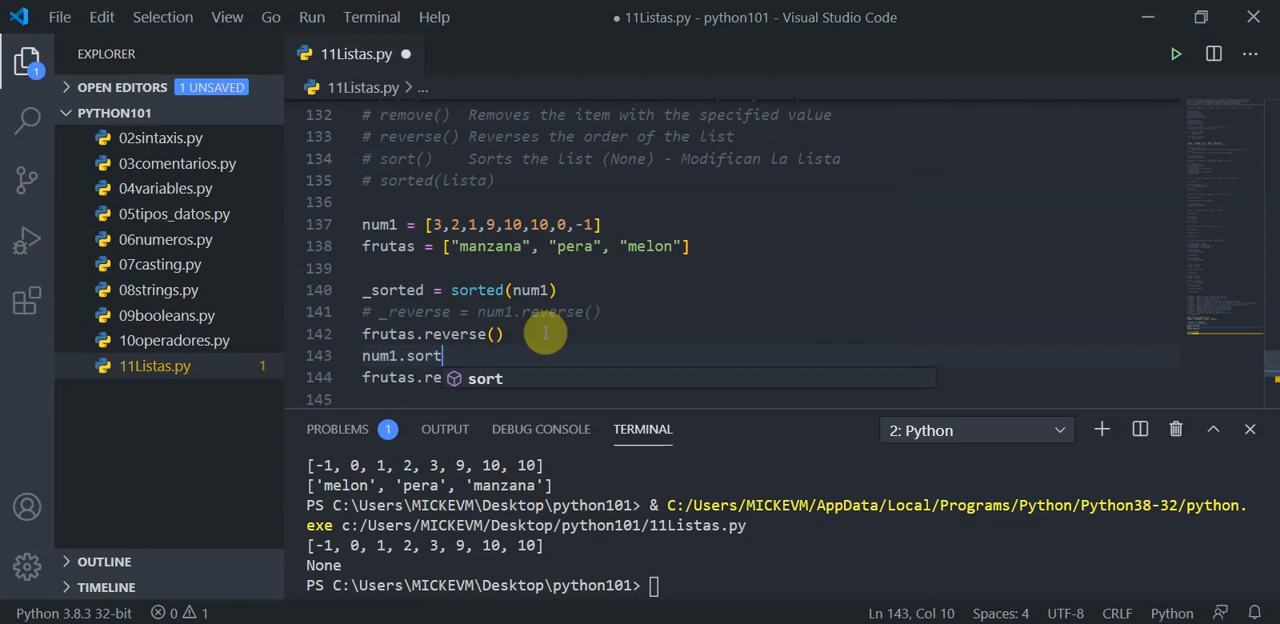 File Edit Selection View Go Run Terminal Help ● 11Listas.py - python101 - Visual Studio Code
EXPLORER
11Listas.py
OPEN EDITORS 1 UNSAVED
11Listas.py > ...
PYTHON101
1
02sintaxis.py
03comentarios.py
04variables.py
05tipos_datos.py
06numeros.py
07casting.py
08strings.py
09booleans.py
10operadores.py
11Listas.py 1
OUTLINE
TIMELINE
132 # remove() Removes the item with the specified value
133 # reverse() Reverses the order of the list
134 # sort() Sorts the list (None) - Modifican la lista
135 # sorted(lista)
136
137 num1 = [3,2,1,9,10,10,0,-1]
138 frutas = ["manzana", "pera", "melon"]
139
140 _sorted = sorted(num1)
141 # _reverse = num1.reverse()
142 frutas.reverse()
143 num1.sort
144 frutas.re
sort
145
PROBLEMS 1 OUTPUT DEBUG CONSOLE TERMINAL 2: Python
[-1, 0, 1, 2, 3, 9, 10, 10]
['melon', 'pera', 'manzana']
PS C:\Users\MICKEVM\Desktop\python101> & C:/Users/MICKEVM/AppData/Local/Programs/Python/Python38-32/python.
exe c:/Users/MICKEVM/Desktop/python101/11Listas.py
[-1, 0, 1, 2, 3, 9, 10, 10]
None
PS C:\Users\MICKEVM\Desktop\python101>
Python 3.8.3 32-bit 0 1 Ln 143, Col 10 Spaces: 4 UTF-8 CRLF Python